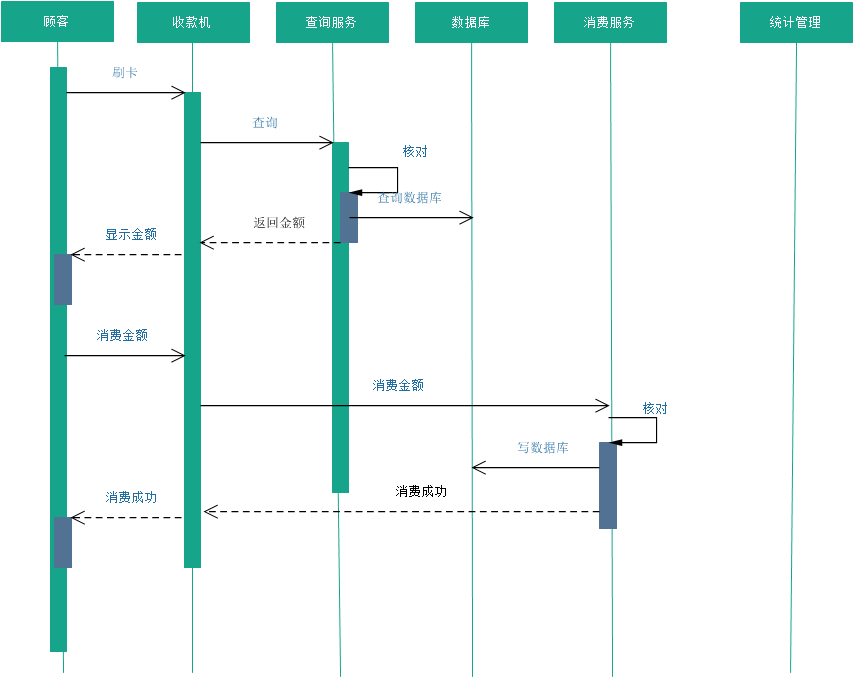 顾客
收款机
查询服务
数据库
消费服务
统计管理
刷卡
查询
核对
查询数据库
返回金额
显示金额
消费金额
消费金额
核对
写数据库
消费成功
消费成功